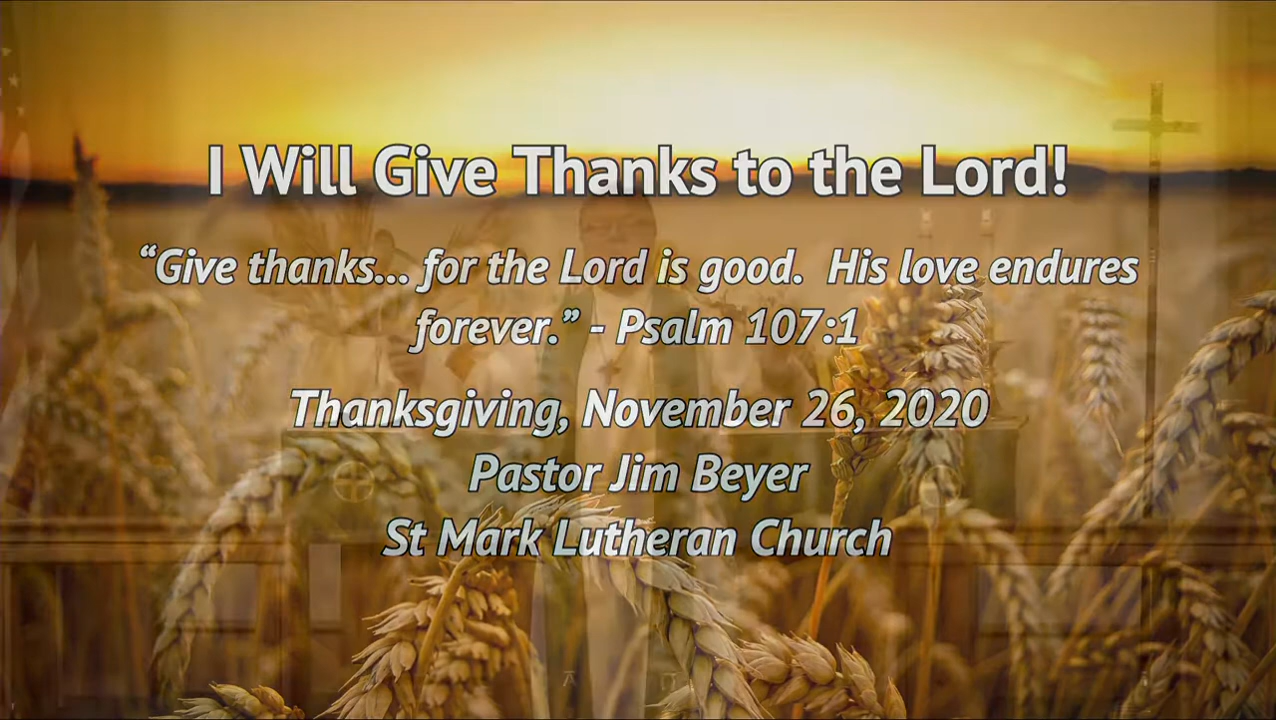 I Will Give Thanks to the Lord!
“Give thanks... for the Lord is good.  His love endures
forever.” - Psalm 107:1
Thanksgiving, November 26, 2020
Pastor Jim Beyer
St Mark Lutheran Church